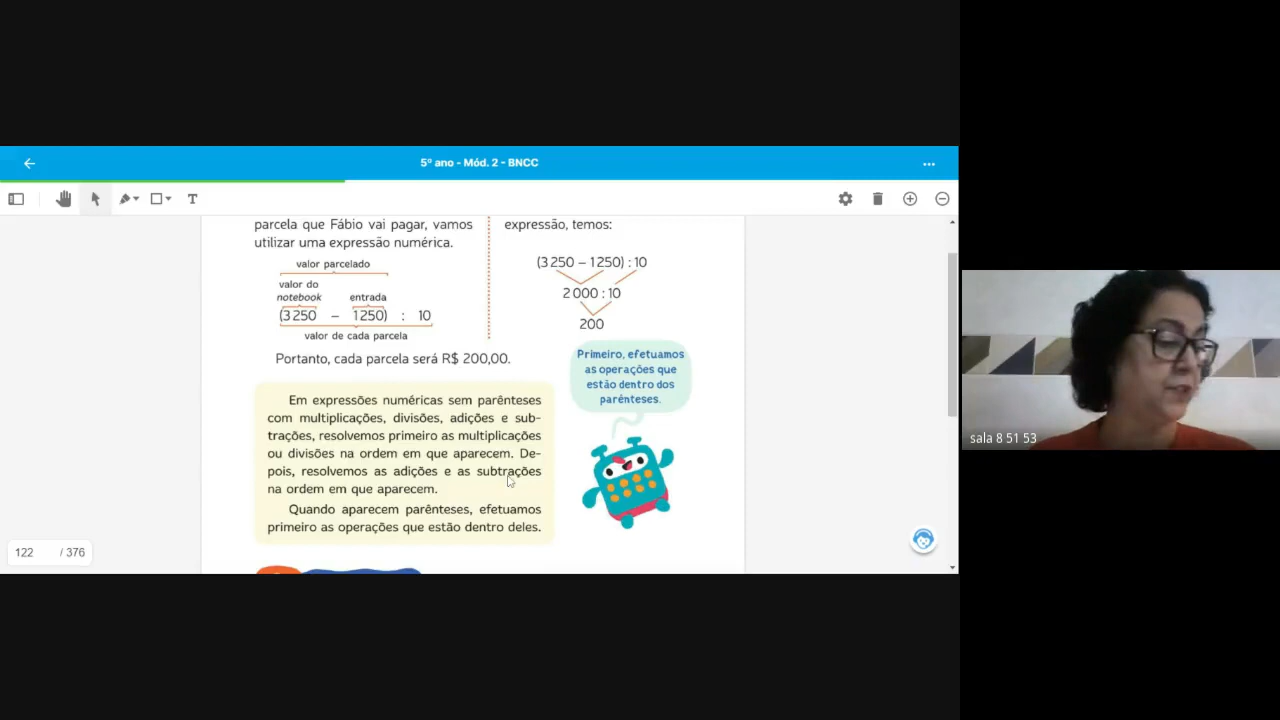 5º ano - Mód. 2 - BNCC
T
parcela que Fábio vai pagar, vamos
utilizar uma expressão numérica.
valor parcelado
valor do
notebook
entrada
(3 250 – 1 250) : 10
valor de cada parcela
Portanto, cada parcela será R$ 200,00.
expressão, temos:
(3 250 – 1 250) : 10
2 000 : 10
200
Primeiro, efetuamos
as operações que
estão dentro dos
parênteses.
Em expressões numéricas sem parênteses
com multiplicações, divisões, adições e sub-
trações, resolvemos primeiro as multiplicações
ou divisões na ordem em que aparecem. De-
pois, resolvemos as adições e as subtrações
na ordem em que aparecem.
Quando aparecem parênteses, efetuamos
primeiro as operações que estão dentro deles.
122 / 376
sala 8 51 53